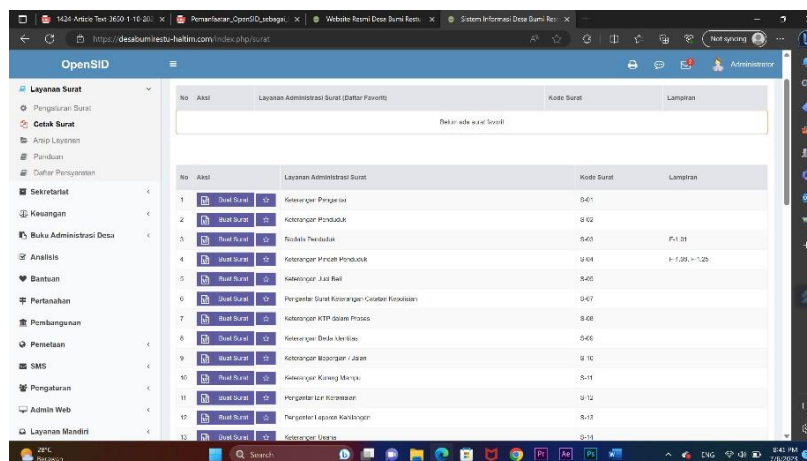 1424-Article Text-3650-1-10-202
Pemanfaatan_OpenSID_sebagai_
Website Resmi Desa Bumi Restu
Sistem Informasi Desa Bumi Res
https://desabumirestu-haltim.com/index.php/surat
Not syncing
OpenSID
Administrator
Layanan Surat
Pengaturan Surat
Cetak Surat
Arsip Layanan
Panduan
Daftar Persyaratan
Sekretariat
Keuangan
Buku Administrasi Desa
Analisis
Bantuan
Pertanahan
Pembangunan
Pemetaan
SMS
Pengaturan
Admin Web
Layanan Mandiri
No Aksi Layanan Administrasi Surat (Daftar Favorit) Kode Surat Lampiran
Belum ada surat favorit
No Aksi Layanan Administrasi Surat Kode Surat Lampiran
1 Buat Surat Keterangan Pengantar S-01
2 Buat Surat Keterangan Penduduk S-02
3 Buat Surat Biodata Penduduk S-03 F-1.01
4 Buat Surat Keterangan Pindah Penduduk S-04 F-1.08, F-1.25
5 Buat Surat Keterangan Jual Beli S-05
6 Buat Surat Pengantar Surat Keterangan Catatan Kepolisian S-07
7 Buat Surat Keterangan KTP dalam Proses S-08
8 Buat Surat Keterangan Beda Identitas S-09
9 Buat Surat Keterangan Bepergian / Jalan S-10
10 Buat Surat Keterangan Kurang Mampu S-11
11 Buat Surat Pengantar Izin Keramaian S-12
12 Buat Surat Pengantar Laporan Kehilangan S-13
13 Buat Surat Keterangan Usaha S-14
28°C
Berawan
Search
ENG
8:41 PM
7/6/2023